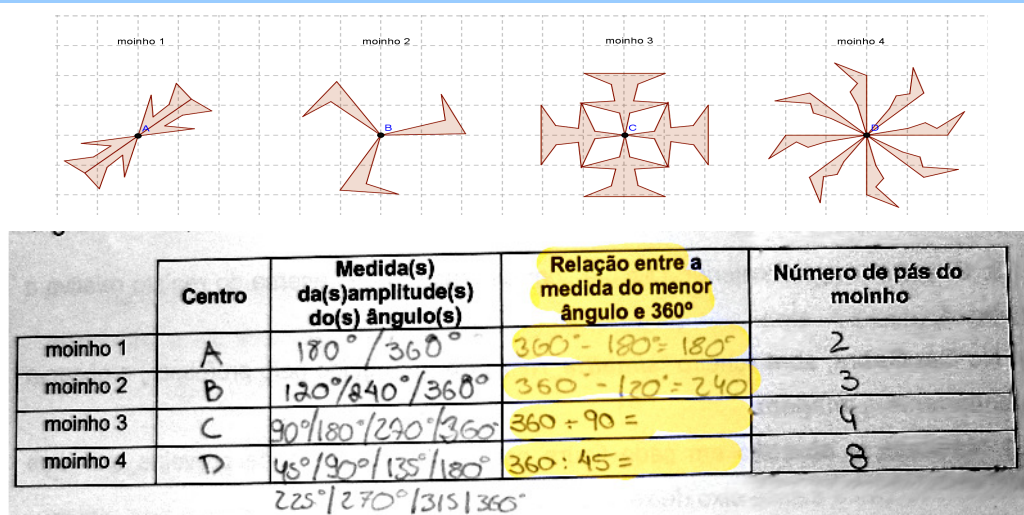 moinho 1 moinho 2 moinho 3 moinho 4
A B C D
Centro Medida(s) da(s)amplitude(s) do(s) ângulo(s) Relação entre a medida do menor ângulo e 360º Número de pás do moinho
moinho 1 A 180°/360° 360°-180°=180° 2
moinho 2 B 120°/240°/360° 360°-120°=240 3
moinho 3 C 90°/180°/270°/360° 360÷90= 4
moinho 4 D 45°/90°/135°/180° 360:45= 8
225°/270°/315/360°